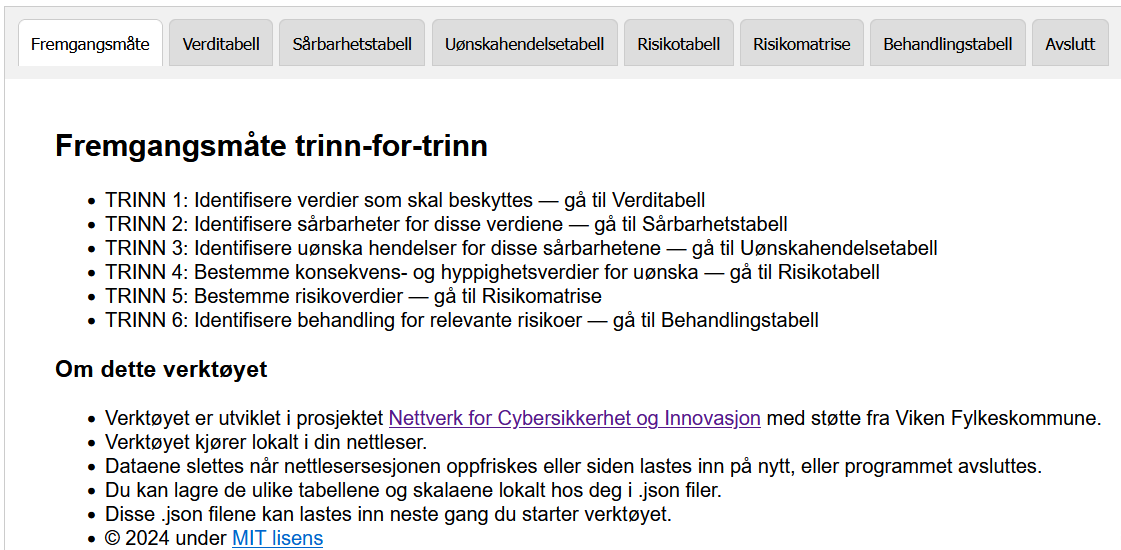 Fremgangsmåte Verditabell Sårbarhetstabell Uønskahendelsetabell Risikotabell Risikomatrise Behandlingstabell Avslutt
Fremgangsmåte trinn-for-trinn
• TRINN 1: Identifisere verdier som skal beskyttes — gå til Verditabell
• TRINN 2: Identifisere sårbarheter for disse verdiene — gå til Sårbarhetstabell
• TRINN 3: Identifisere uønska hendelser for disse sårbarhetene — gå til Uønskahendelsetabell
• TRINN 4: Bestemme konsekvens- og hyppighetsverdier for uønska — gå til Risikotabell
• TRINN 5: Bestemme risikoverdier — gå til Risikomatrise
• TRINN 6: Identifisere behandling for relevante risikoer — gå til Behandlingstabell
Om dette verktøyet
• Verktøyet er utviklet i prosjektet Nettverk for Cybersikkerhet og Innovasjon med støtte fra Viken Fylkeskommune.
• Verktøyet kjører lokalt i din nettleser.
• Dataene slettes når nettlesersesjonen oppfriskes eller siden lastes inn på nytt, eller programmet avsluttes.
• Du kan lagre de ulike tabellene og skalaene lokalt hos deg i .json filer.
• Disse .json filene kan lastes inn neste gang du starter verktøyet.
• © 2024 under MIT lisens